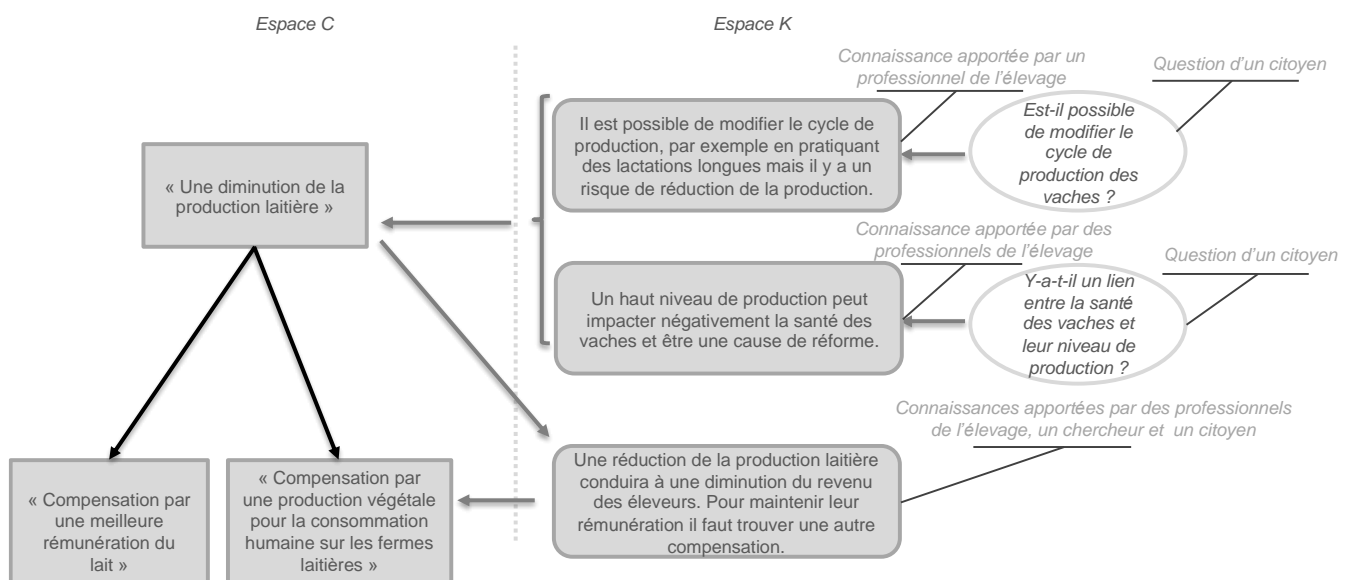 Espace C
Espace K
Connaissance apportée par un
professionnel de l'élevage
Question d'un citoyen
Il est possible de modifier le cycle de
production, par exemple en pratiquant
des lactations longues mais il y a un
risque de réduction de la production.
Est-il possible
de modifier le
cycle de
production des
vaches ?
« Une diminution de la
production laitière »
Connaissance apportée par des
professionnels de l'élevage
Question d'un citoyen
Un haut niveau de production peut
impacter négativement la santé des
vaches et être une cause de réforme.
Y-a-t-il un lien
entre la santé
des vaches et
leur niveau de
production ?
Connaissances apportées par des professionnels
de l'élevage, un chercheur et un citoyen
Une réduction de la production laitière
conduira à une diminution du revenu
des éleveurs. Pour maintenir leur
rémunération il faut trouver une autre
compensation.
« Compensation par
une meilleure
rémunération du
lait »
« Compensation par
une production végétale
pour la consommation
humaine sur les fermes
laitières »